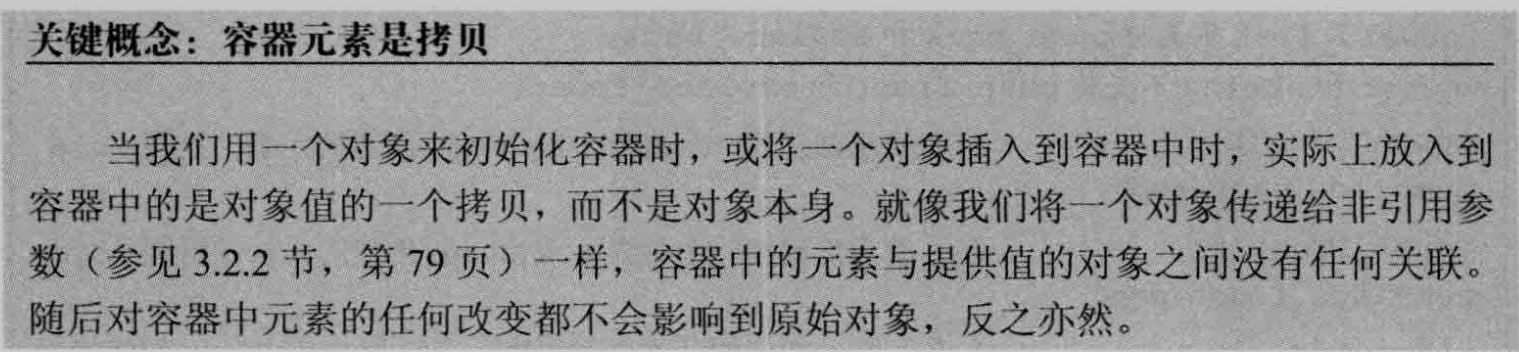 关键概念：容器元素是拷贝
当我们用一个对象来初始化容器时，或将一个对象插入到容器中时，实际上放入到
容器中的是对象值的一个拷贝，而不是对象本身。就像我们将一个对象传递给非引用参
数（参见 3.2.2 节，第 79 页）一样，容器中的元素与提供值的对象之间没有任何关联。
随后对容器中元素的任何改变都不会影响到原始对象，反之亦然。